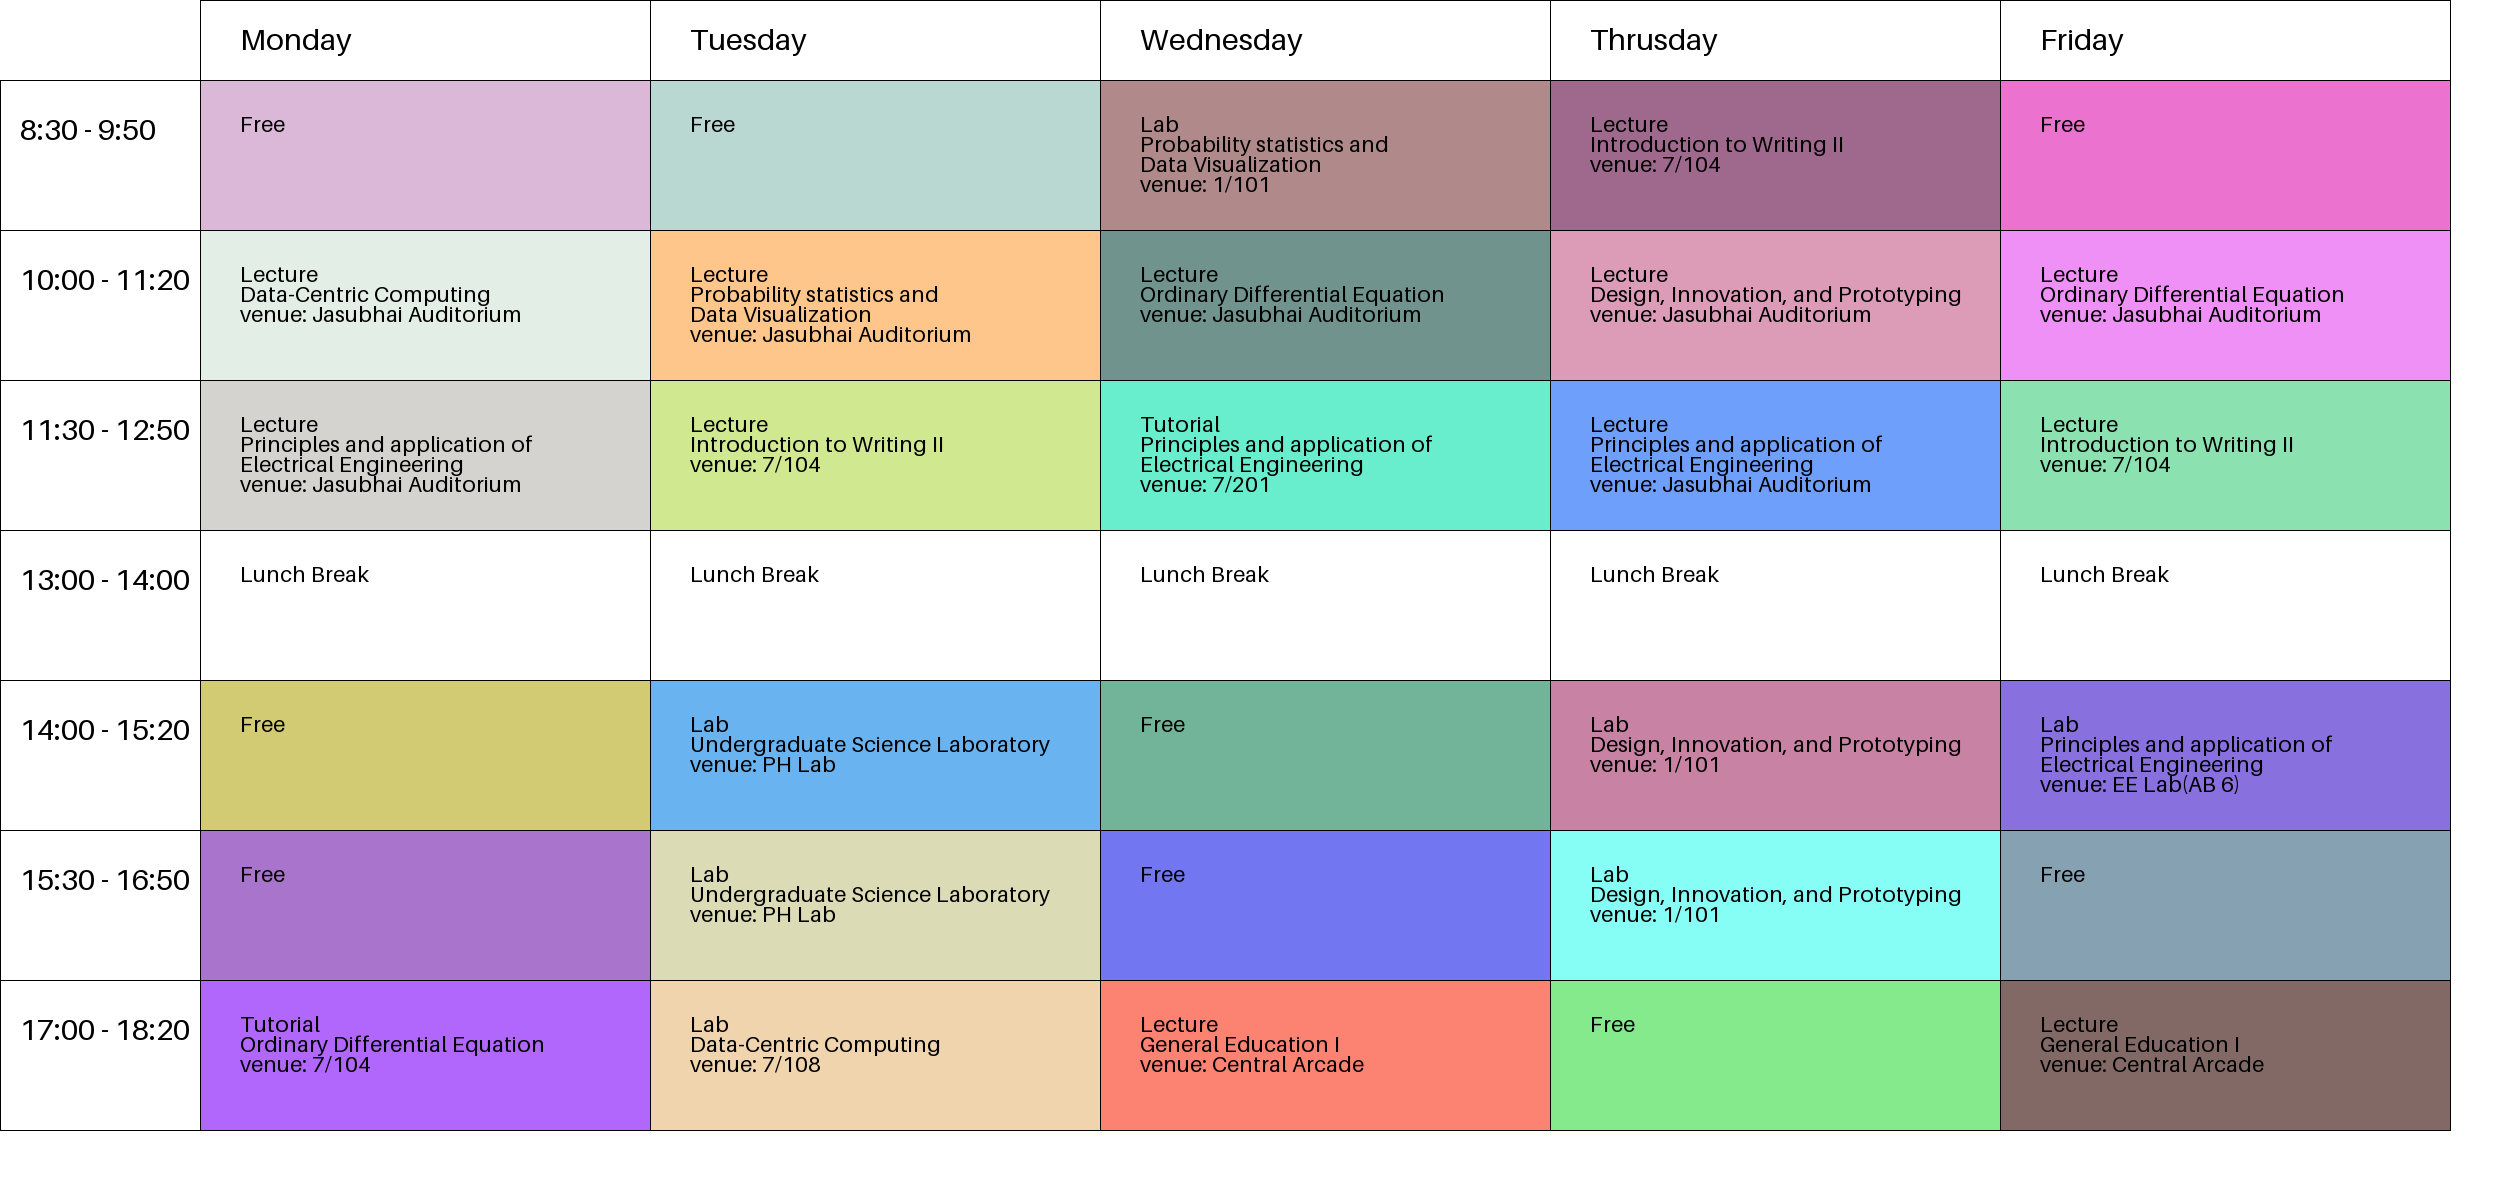 Monday
Tuesday
Wednesday
Thrusday
Friday
8:30 - 9:50
Free
Free
Lab
Probability statistics and
Data Visualization
venue: 1/101
Lecture
Introduction to Writing II
venue: 7/104
Free
10:00 - 11:20
Lecture
Data-Centric Computing
venue: Jasubhai Auditorium
Lecture
Probability statistics and
Data Visualization
venue: Jasubhai Auditorium
Lecture
Ordinary Differential Equation
venue: Jasubhai Auditorium
Lecture
Design, Innovation, and Prototyping
venue: Jasubhai Auditorium
Lecture
Ordinary Differential Equation
venue: Jasubhai Auditorium
11:30 - 12:50
Lecture
Principles and application of
Electrical Engineering
venue: Jasubhai Auditorium
Lecture
Introduction to Writing II
venue: 7/104
Tutorial
Principles and application of
Electrical Engineering
venue: 7/201
Lecture
Principles and application of
Electrical Engineering
venue: Jasubhai Auditorium
Lecture
Introduction to Writing II
venue: 7/104
13:00 - 14:00
Lunch Break
Lunch Break
Lunch Break
Lunch Break
Lunch Break
14:00 - 15:20
Free
Lab
Undergraduate Science Laboratory
venue: PH Lab
Free
Lab
Design, Innovation, and Prototyping
venue: 1/101
Lab
Principles and application of
Electrical Engineering
venue: EE Lab(AB 6)
15:30 - 16:50
Free
Lab
Undergraduate Science Laboratory
venue: PH Lab
Free
Lab
Design, Innovation, and Prototyping
venue: 1/101
Free
17:00 - 18:20
Tutorial
Ordinary Differential Equation
venue: 7/104
Lab
Data-Centric Computing
venue: 7/108
Lecture
General Education I
venue: Central Arcade
Free
Lecture
General Education I
venue: Central Arcade